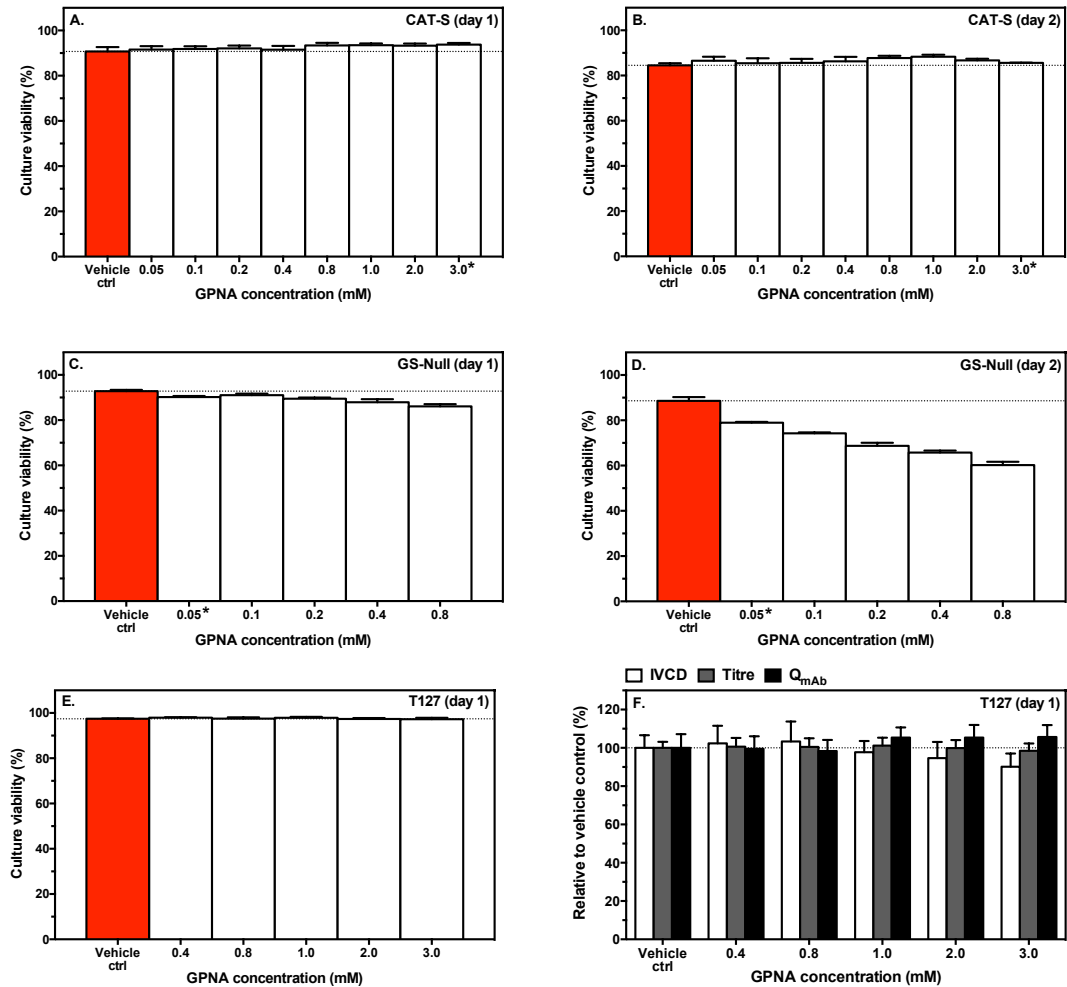 A.
CAT-S (day 1)
Culture viability (%)
100
80
60
40
20
0
Vehicle ctrl 0.05 0.1 0.2 0.4 0.8 1.0 2.0 3.0*
GPNA concentration (mM)
B.
CAT-S (day 2)
Culture viability (%)
100
80
60
40
20
0
Vehicle ctrl 0.05 0.1 0.2 0.4 0.8 1.0 2.0 3.0*
GPNA concentration (mM)
C.
GS-Null (day 1)
Culture viability (%)
100
80
60
40
20
0
Vehicle ctrl 0.05* 0.1 0.2 0.4 0.8
GPNA concentration (mM)
D.
GS-Null (day 2)
Culture viability (%)
100
80
60
40
20
0
Vehicle ctrl 0.05* 0.1 0.2 0.4 0.8
GPNA concentration (mM)
E.
T127 (day 1)
Culture viability (%)
100
80
60
40
20
0
Vehicle ctrl 0.4 0.8 1.0 2.0 3.0
GPNA concentration (mM)
IVCD Titre QmAb
F.
T127 (day 1)
Relative to vehicle control (%)
120
100
80
60
40
20
0
Vehicle ctrl 0.4 0.8 1.0 2.0 3.0
GPNA concentration (mM)